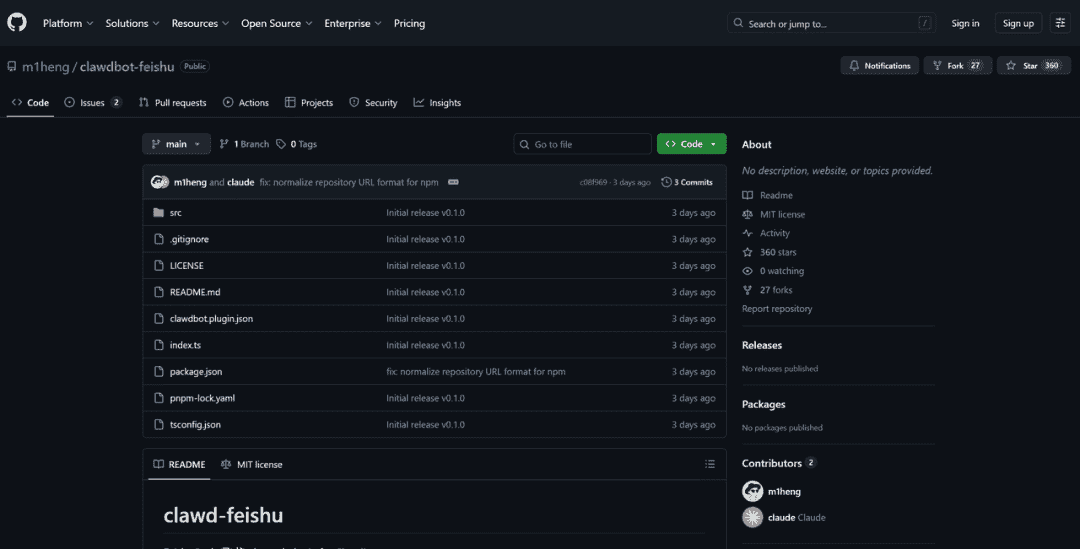 Platform Solutions Resources Open Source Enterprise Pricing Search or jump to... / Sign in Sign up
m1heng / clawdbot-feishu Public Notifications Fork 27 Star 360
Code Issues 2 Pull requests Actions Projects Security Insights
main 1 Branch 0 Tags Go to file Code
m1heng and claude fix: normalize repository URL format for npm c08f969 · 3 days ago 3 Commits
src Initial release v0.1.0 3 days ago
.gitignore Initial release v0.1.0 3 days ago
LICENSE Initial release v0.1.0 3 days ago
README.md Initial release v0.1.0 3 days ago
clawdbot.plugin.json Initial release v0.1.0 3 days ago
index.ts Initial release v0.1.0 3 days ago
package.json fix: normalize repository URL format for npm 3 days ago
pnpm-lock.yaml Initial release v0.1.0 3 days ago
tsconfig.json Initial release v0.1.0 3 days ago
README MIT license
clawd-feishu
About
No description, website, or topics provided.
Readme
MIT license
Activity
360 stars
0 watching
27 forks
Report repository
Releases
No releases published
Packages
No packages published
Contributors 2
m1heng
claude Claude